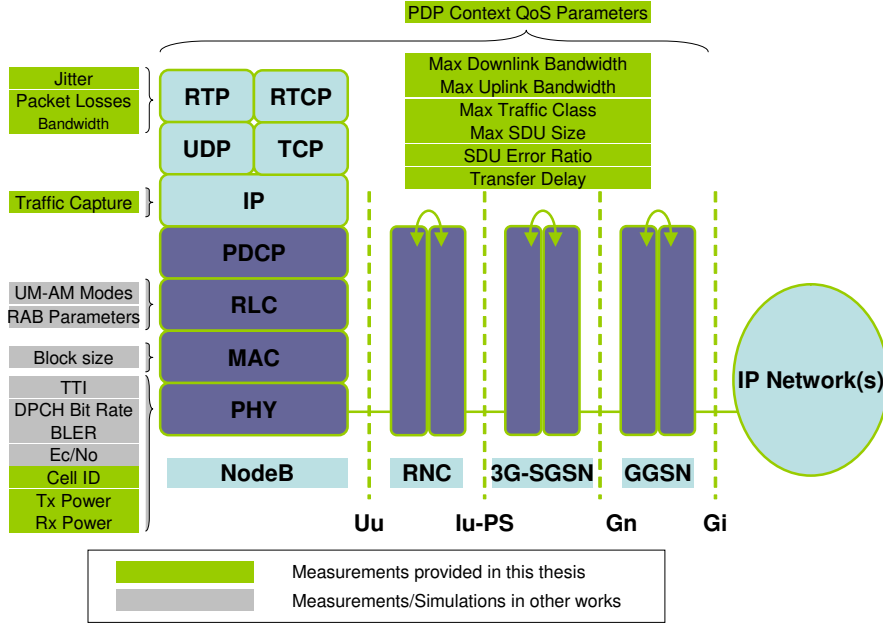 PDP Context QoS Parameters
Max Downlink Bandwidth
Max Uplink Bandwidth
Max Traffic Class
Max SDU Size
SDU Error Ratio
Transfer Delay
Jitter
Packet Losses
Bandwidth
RTP RTCP
UDP TCP
Traffic Capture
IP
PDCP
UM-AM Modes
RAB Parameters
RLC
Block size
MAC
TTI
DPCH Bit Rate
BLER
Ec/No
Cell ID
Tx Power
Rx Power
PHY
IP Network(s)
NodeB RNC 3G-SGSN GGSN
Uu Iu-PS Gn Gi
Measurements provided in this thesis
Measurements/Simulations in other works